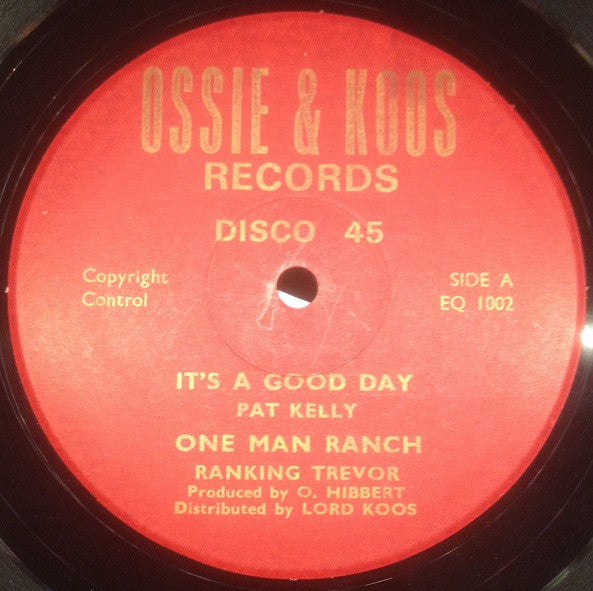 OSSIE & KOOS
RECORDS
DISCO 45
Copyright
Control
SIDE A
EQ 1002
IT'S A GOOD DAY
PAT KELLY
ONE MAN RANCH
RANKING TREVOR
Produced by O. HIBBERT
Distributed by LORD KOOS